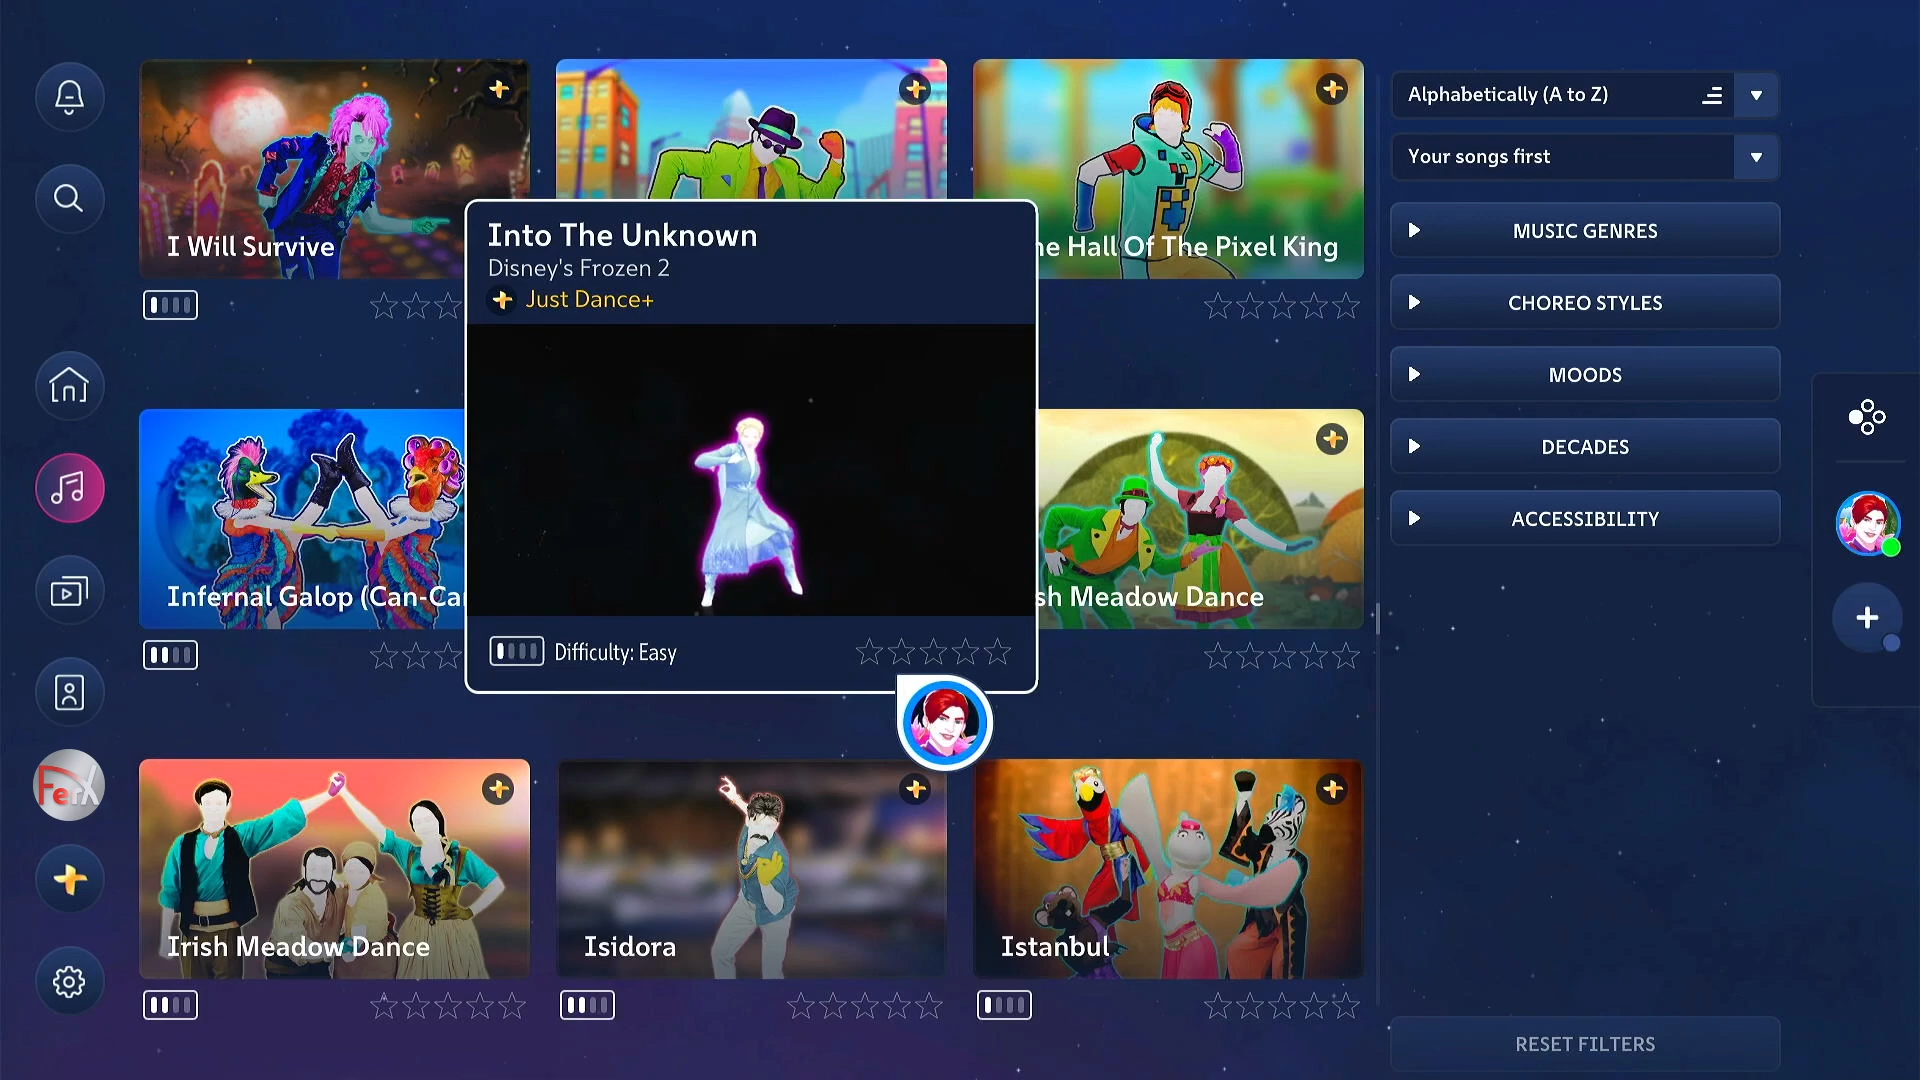 I Will Survive
Into The Unknown
Disney's Frozen 2
Just Dance+
Difficulty: Easy
Hall Of The Pixel King
Infernal Galop (Can-Ca
Meadow Dance
Irish Meadow Dance
Isidora
Istanbul
Alphabetically (A to Z)
Your songs first
MUSIC GENRES
CHOREO STYLES
MOODS
DECADES
ACCESSIBILITY
RESET FILTERS
FerX